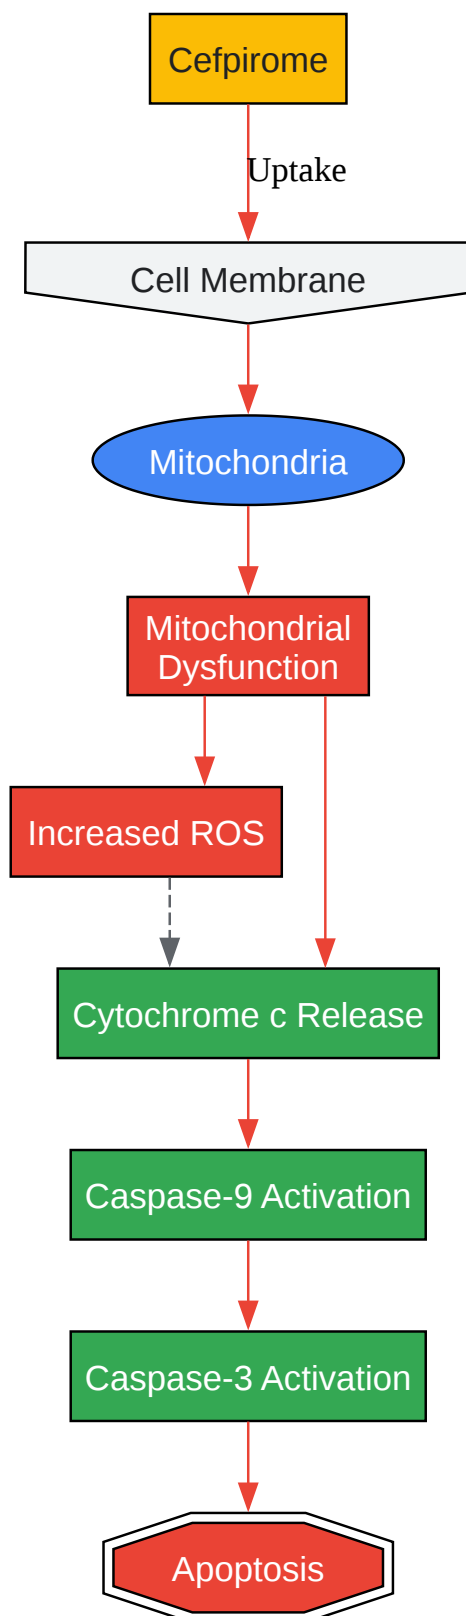 Cefpirome
Uptake
Cell Membrane
Mitochondria
Mitochondrial
Dysfunction
Increased ROS
Cytochrome c Release
Caspase-9 Activation
Caspase-3 Activation
Apoptosis